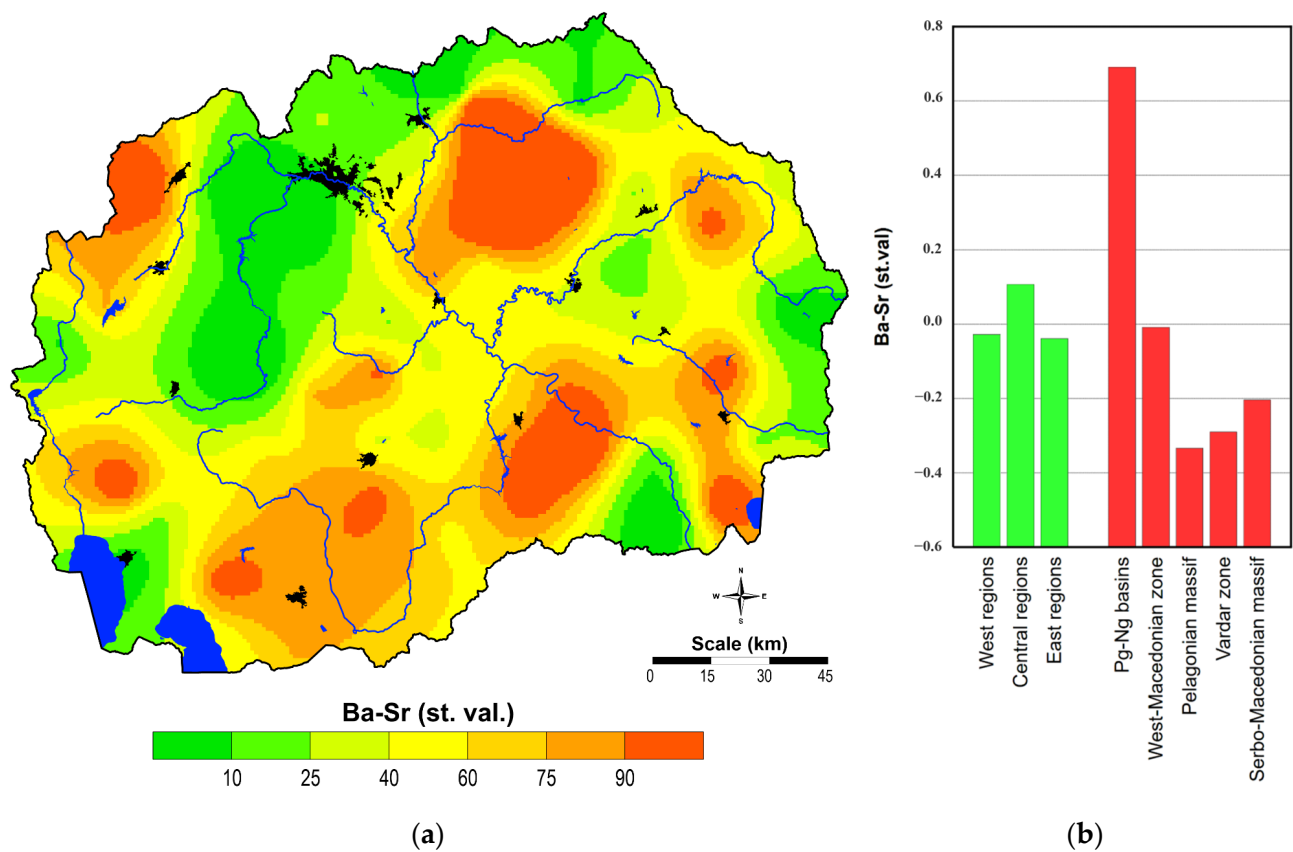 N
W E
S
Scale (km)
0 15 30 45
Ba-Sr (st. val.)
10 25 40 60 75 90
(a)
Ba-Sr (st.val)
0.8
0.6
0.4
0.2
0.0
−0.2
−0.4
−0.6
West regions
Central regions
East regions
Pg-Ng basins
West-Macedonian zone
Pelagonian massif
Vardar zone
Serbo-Macedonian massif
(b)